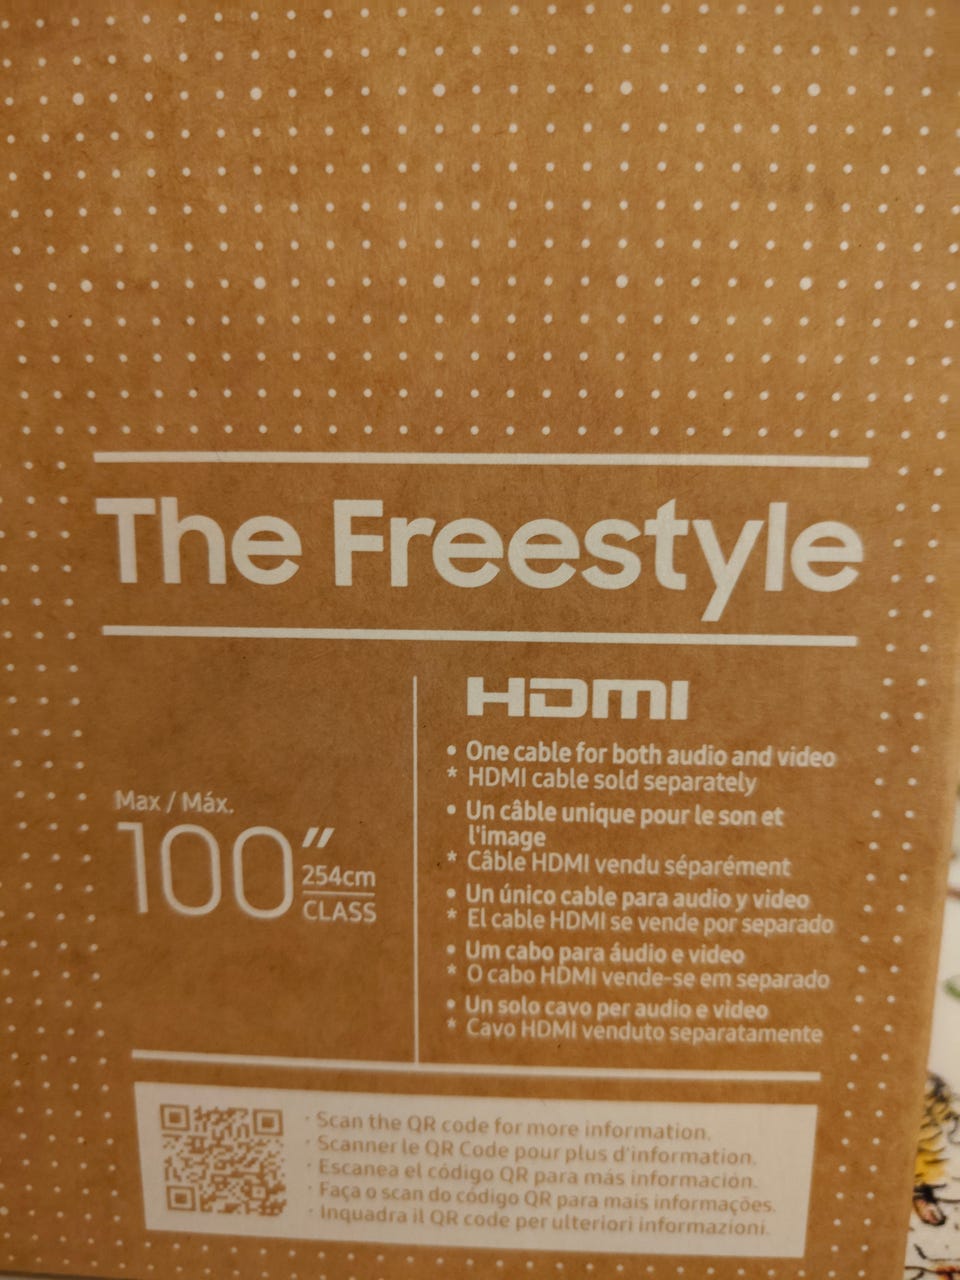 The Freestyle
Max / Máx.
100″
254cm
CLASS
HDMI
• One cable for both audio and video
* HDMI cable sold separately
• Un câble unique pour le son et
l'image
* Câble HDMI vendu séparément
• Un único cable para audio y video
* El cable HDMI se vende por separado
• Um cabo para áudio e video
* O cabo HDMI vende-se em separado
• Un solo cavo per audio e video
* Cavo HDMI venduto separatamente
· Scan the QR code for more information.
· Scanner le QR Code pour plus d'information.
· Escanea el código QR para más información.
· Faça o scan do código QR para mais informações.
· Inquadra il QR code per ulteriori informazioni.